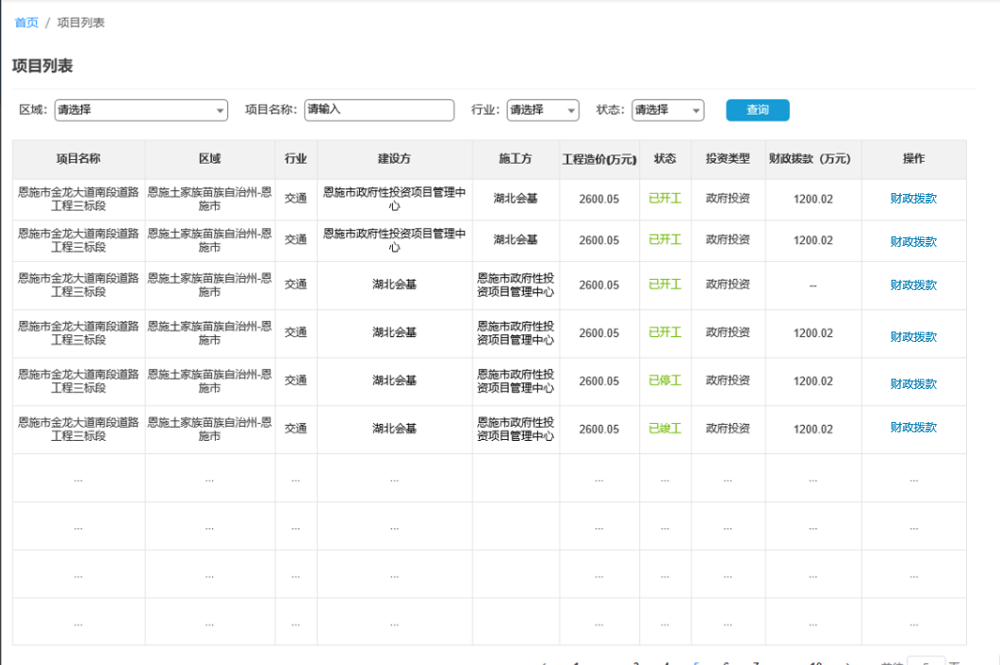 首页 / 项目列表
项目列表
区域: 请选择 项目名称: 请输入 行业: 请选择 状态: 请选择 查询
项目名称 区域 行业 建设方 施工方 工程造价(万元) 状态 投资类型 财政拨款（万元） 操作
恩施市金龙大道南段道路 恩施土家族苗族自治州-恩 交通 恩施市政府性投资项目管理中 湖北会基 2600.05 已开工 政府投资 1200.02 财政拨款
工程三标段 施市 心
恩施市金龙大道南段道路 恩施土家族苗族自治州-恩 交通 恩施市政府性投资项目管理中 湖北会基 2600.05 已开工 政府投资 1200.02 财政拨款
工程三标段 施市 心
恩施市金龙大道南段道路 恩施土家族苗族自治州-恩 交通 湖北会基 恩施市政府性投 2600.05 已开工 政府投资 -- 财政拨款
工程三标段 施市 资项目管理中心
恩施市金龙大道南段道路 恩施土家族苗族自治州-恩 交通 湖北会基 恩施市政府性投 2600.05 已开工 政府投资 1200.02 财政拨款
工程三标段 施市 资项目管理中心
恩施市金龙大道南段道路 恩施土家族苗族自治州-恩 交通 湖北会基 恩施市政府性投 2600.05 已停工 政府投资 1200.02 财政拨款
工程三标段 施市 资项目管理中心
恩施市金龙大道南段道路 恩施土家族苗族自治州-恩 交通 湖北会基 恩施市政府性投 2600.05 已竣工 政府投资 1200.02 财政拨款
工程三标段 施市 资项目管理中心
... ... ... ... ... ... ... ... ...
... ... ... ... ... ... ... ... ...
... ... ... ... ... ... ... ... ...
... ... ... ... ... ... ... ... ...